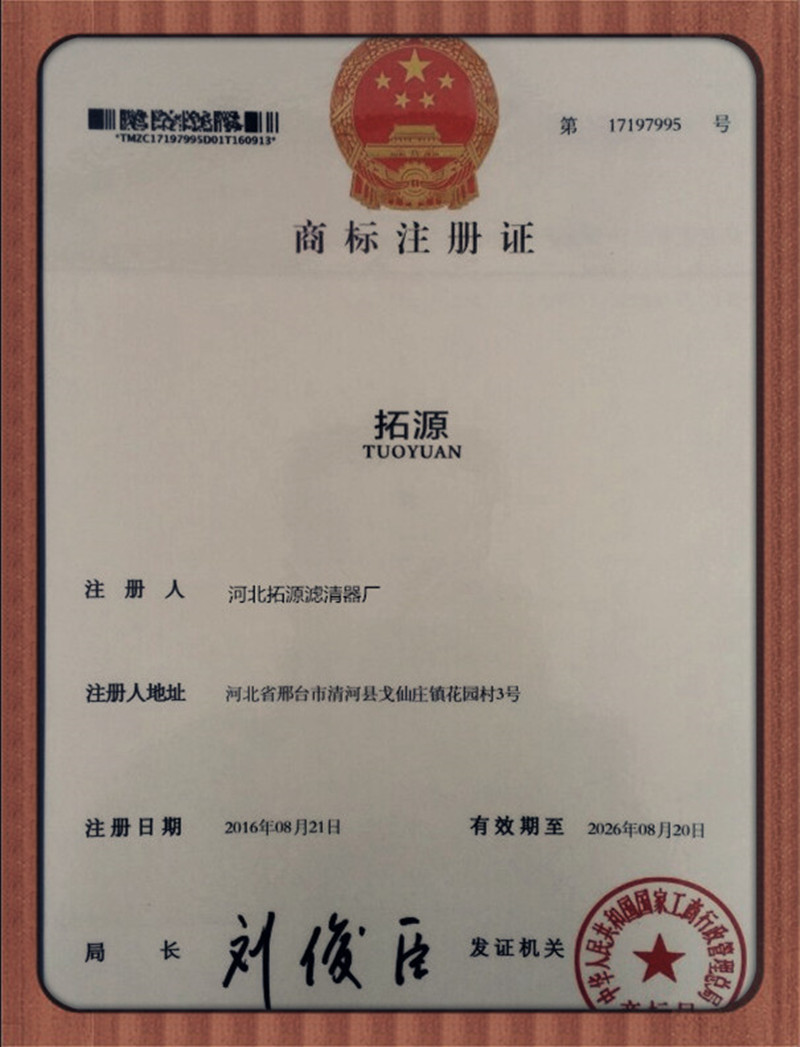 *TMZC17197995D01T160913*
第 17197995 号
商标注册证
拓源
TUOYUAN
注册人 河北拓源滤清器厂
注册人地址 河北省邢台市清河县戈仙庄镇花园村3号
注册日期 2016年08月21日 有效期至 2026年08月20日
局长 刘俊臣 发证机关
中华人民共和国国家工商行政管理总局
商标局